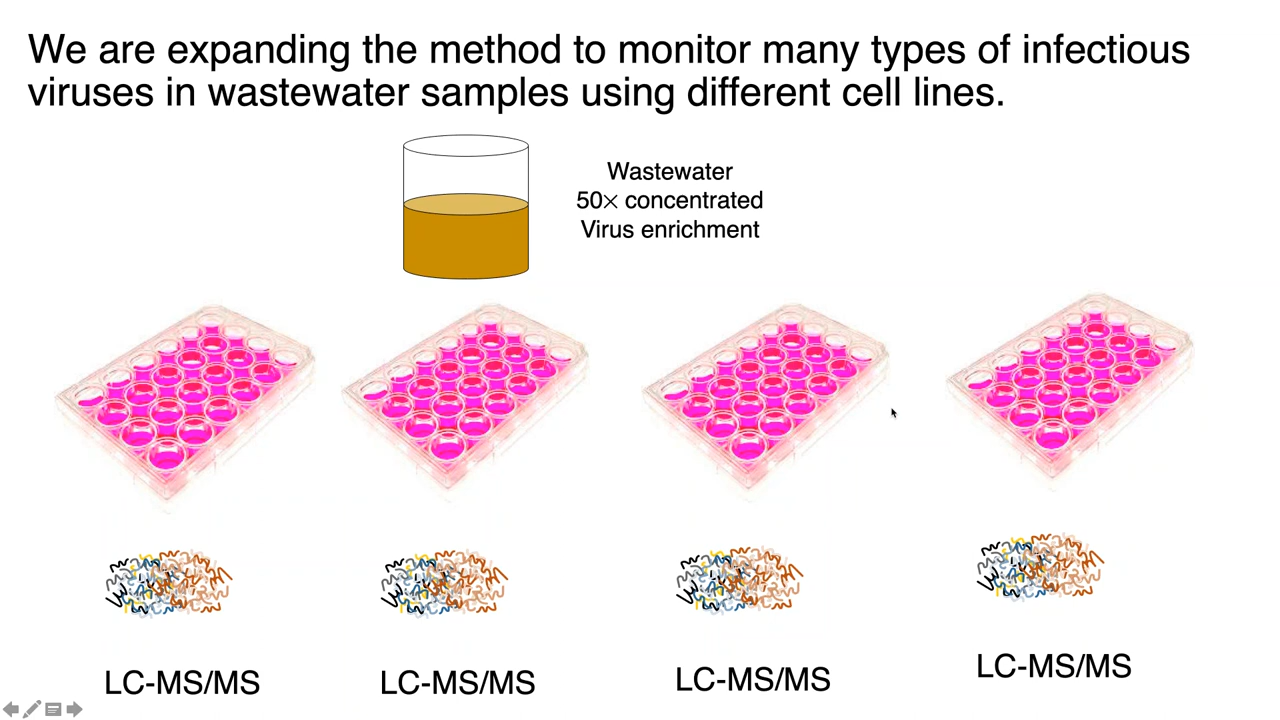 We are expanding the method to monitor many types of infectious
viruses in wastewater samples using different cell lines.
Wastewater
50× concentrated
Virus enrichment
LC-MS/MS
LC-MS/MS
LC-MS/MS
LC-MS/MS